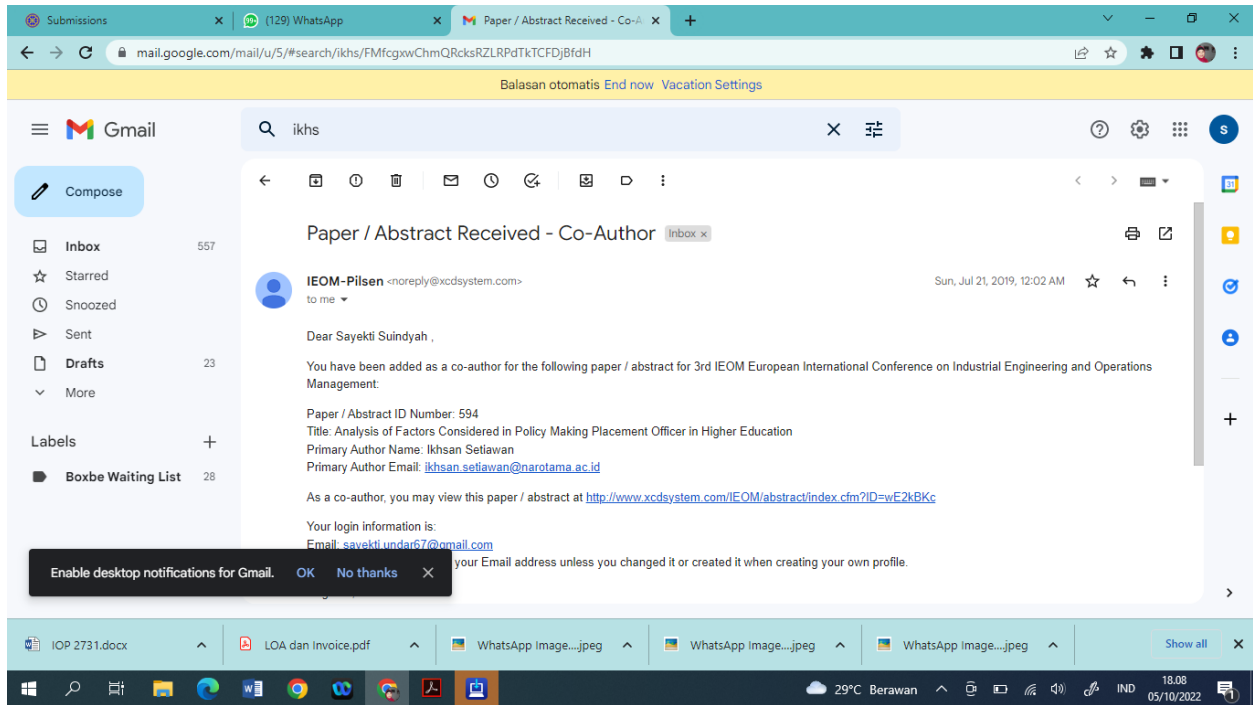 Submissions
(129) WhatsApp
Paper / Abstract Received - Co-A
mail.google.com/mail/u/5/#search/ikhs/FMfcgxwChmQRcksRZLRPdTkTCFDjBfdH
Balasan otomatis End now Vacation Settings
Gmail
ikhs
S
Compose
31
Paper / Abstract Received - Co-Author Inbox x
Inbox 557
Starred
Snoozed
Sent
Drafts 23
More
Labels
Boxbe Waiting List 28
IEOM-Pilsen <noreply@xcdsystem.com> Sun, Jul 21, 2019, 12:02 AM
to me
Dear Sayekti Suindyah ,
You have been added as a co-author for the following paper / abstract for 3rd IEOM European International Conference on Industrial Engineering and Operations
Management:
Paper / Abstract ID Number: 594
Title: Analysis of Factors Considered in Policy Making Placement Officer in Higher Education
Primary Author Name: Ikhsan Setiawan
Primary Author Email: ikhsan.setiawan@narotama.ac.id
As a co-author, you may view this paper / abstract at http://www.xcdsystem.com/IEOM/abstract/index.cfm?ID=wE2kBKc
Your login information is:
Email: sayekti.undar67@gmail.com
your Email address unless you changed it or created it when creating your own profile.
Enable desktop notifications for Gmail. OK No thanks
IOP 2731.docx
LOA dan Invoice.pdf
WhatsApp Image....jpeg
WhatsApp Image....jpeg
WhatsApp Image....jpeg
Show all
29°C Berawan
IND
18.08
05/10/2022
1